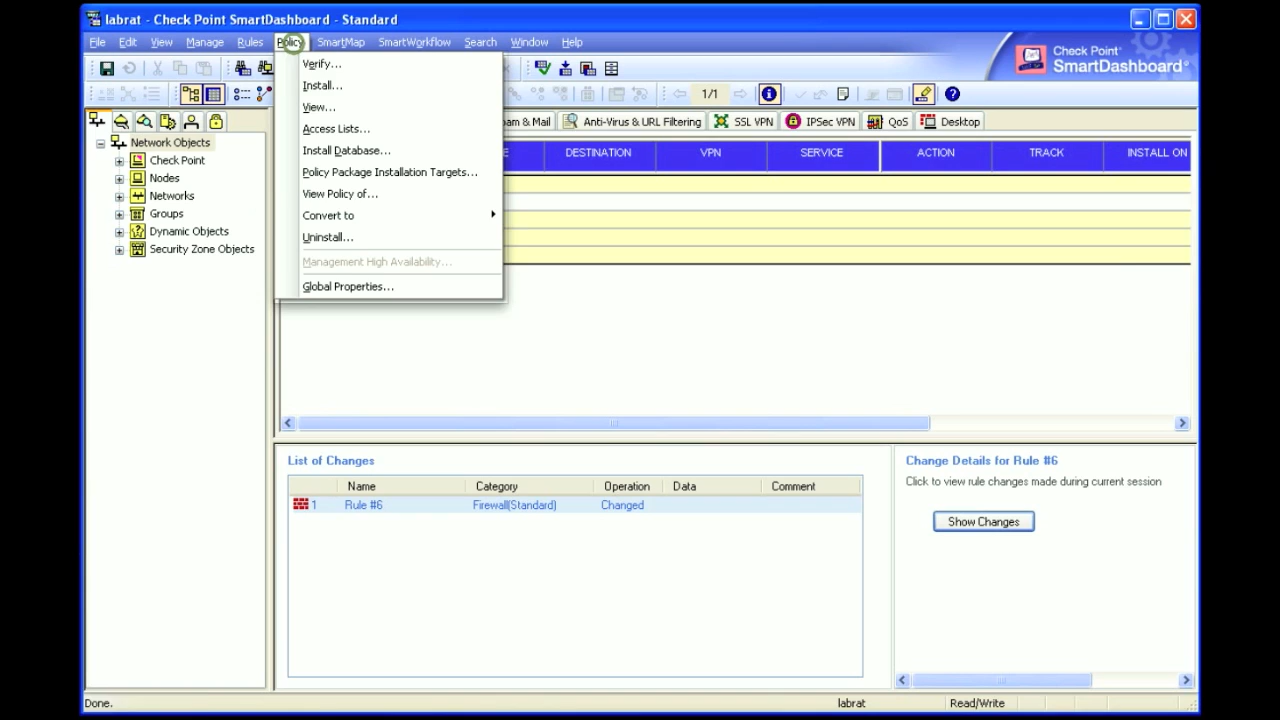 labrat - Check Point SmartDashboard - Standard
File Edit View Manage Rules Policy SmartMap SmartWorkflow Search Window Help
Check Point
SmartDashboard
Verify...
Install...
View...
Access Lists...
Install Database...
Policy Package Installation Targets...
View Policy of...
Convert to
Uninstall...
Management High Availability...
Global Properties...
1/1
& Mail Anti-Virus & URL Filtering SSL VPN IPSec VPN QoS Desktop
DESTINATION VPN SERVICE ACTION TRACK INSTALL ON
Network Objects
Check Point
Nodes
Networks
Groups
Dynamic Objects
Security Zone Objects
List of Changes
Name Category Operation Data Comment
1 Rule #6 Firewall(Standard) Changed
Change Details for Rule #6
Click to view rule changes made during current session
Show Changes
Done. labrat Read/Write